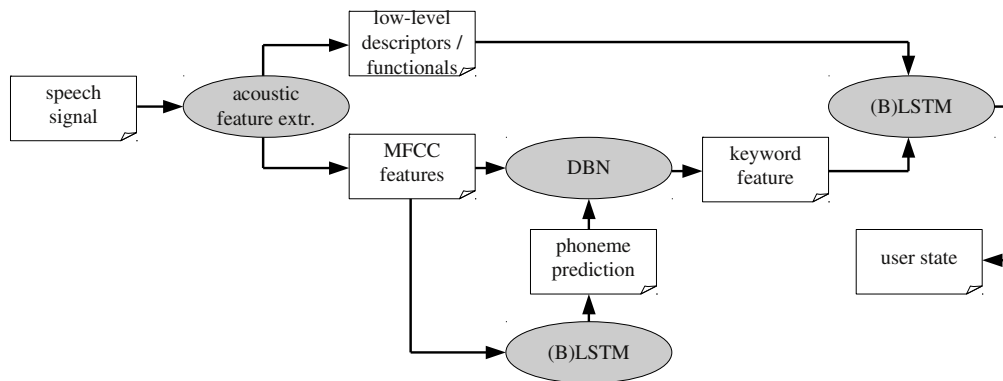 low-level
descriptors /
functionals
speech
signal
acoustic
feature extr.
(B)LSTM
MFCC
features
DBN
keyword
feature
phoneme
prediction
user state
(B)LSTM